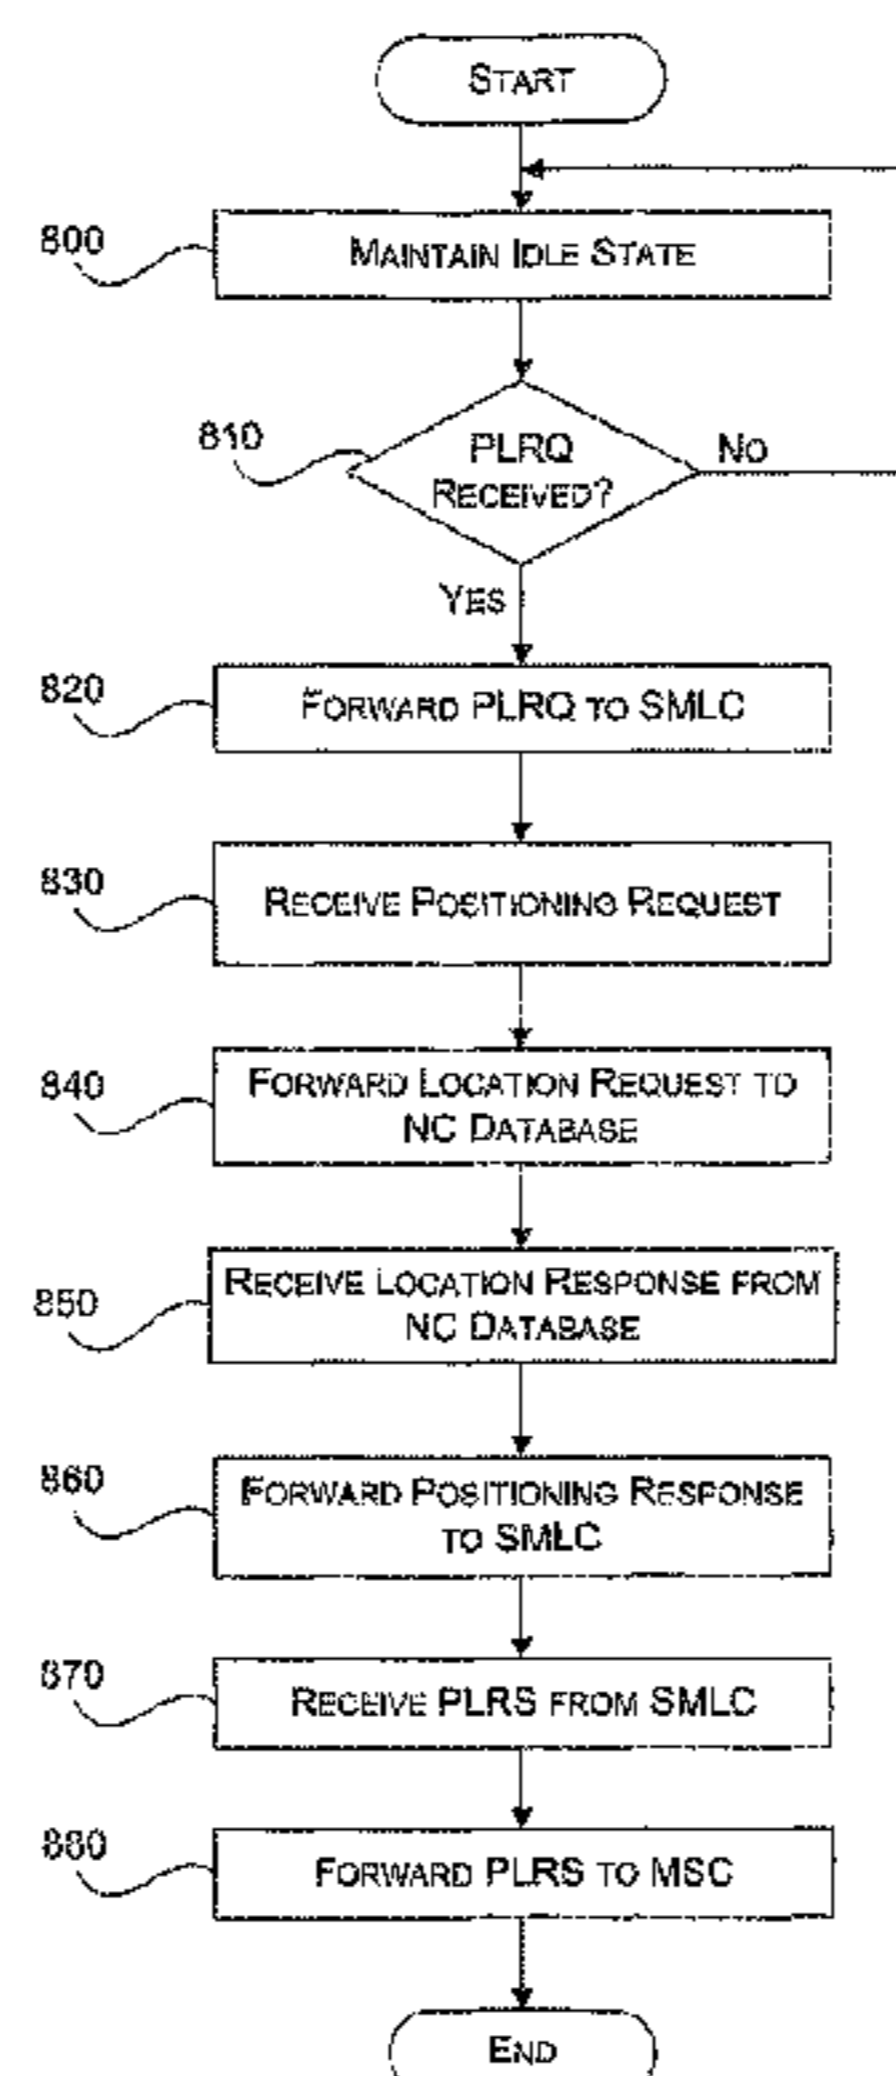 START
800
MAINTAIN IDLE STATE
810
PLRQ
RECEIVED?
NO
YES
820
FORWARD PLRQ TO SMLC
830
RECEIVE POSITIONING REQUEST
840
FORWARD LOCATION REQUEST TO
NC DATABASE
850
RECEIVE LOCATION RESPONSE FROM
NC DATABASE
860
FORWARD POSITIONING RESPONSE
TO SMLC
870
RECEIVE PLRS FROM SMLC
880
FORWARD PLRS TO MSC
END